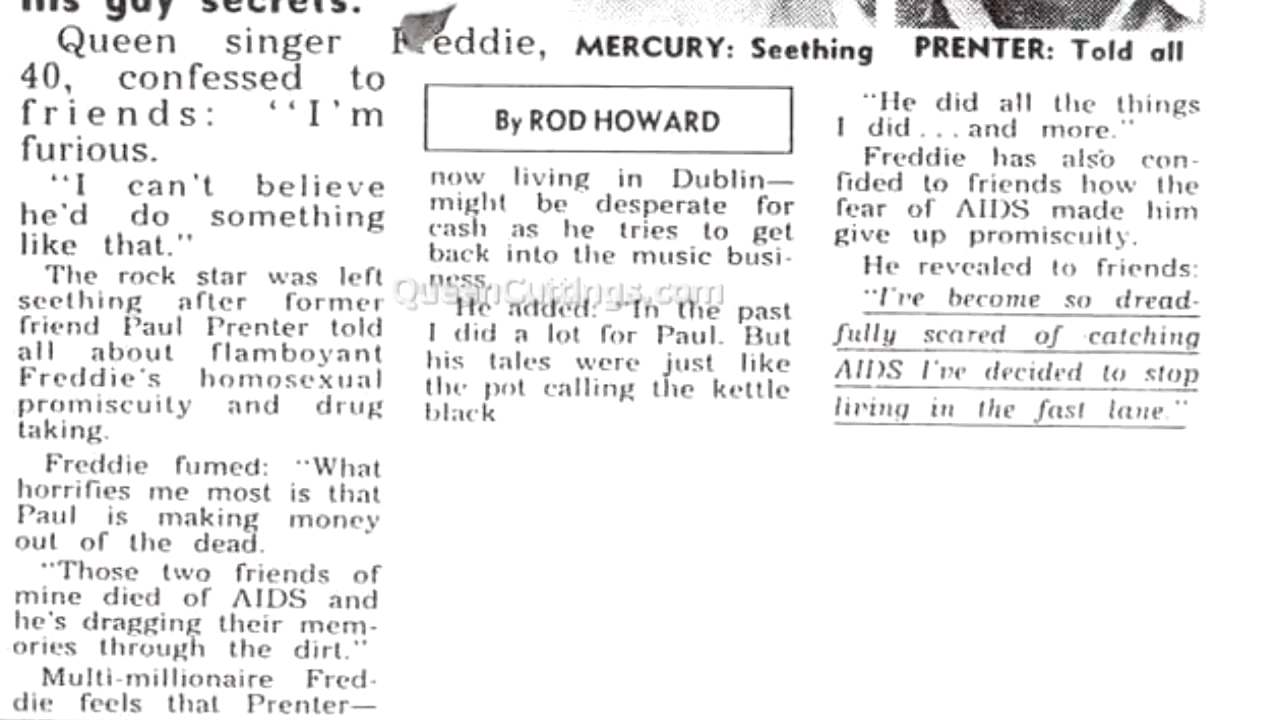 his gay secrets.
Queen singer Freddie,
40, confessed to
friends: “I'm
furious.
“I can't believe
he'd do something
like that.”
The rock star was left
seething after former
friend Paul Prenter told
all about flamboyant
Freddie's homosexual
promiscuity and drug
taking.
Freddie fumed: “What
horrifies me most is that
Paul is making money
out of the dead.
“Those two friends of
mine died of AIDS and
he's dragging their mem-
ories through the dirt.”
Multi-millionaire Fred-
die feels that Prenter—
MERCURY: Seething
PRENTER: Told all
By ROD HOWARD
now living in Dublin—
might be desperate for
cash as he tries to get
back into the music busi-
ness.
QueenCuttings.com
He added: “In the past
I did a lot for Paul. But
his tales were just like
the pot calling the kettle
black
“He did all the things
I did . . . and more.”
Freddie has also con-
fided to friends how the
fear of AIDS made him
give up promiscuity.
He revealed to friends:
“I've become so dread-
fully scared of catching
AIDS I've decided to stop
living in the fast lane.”